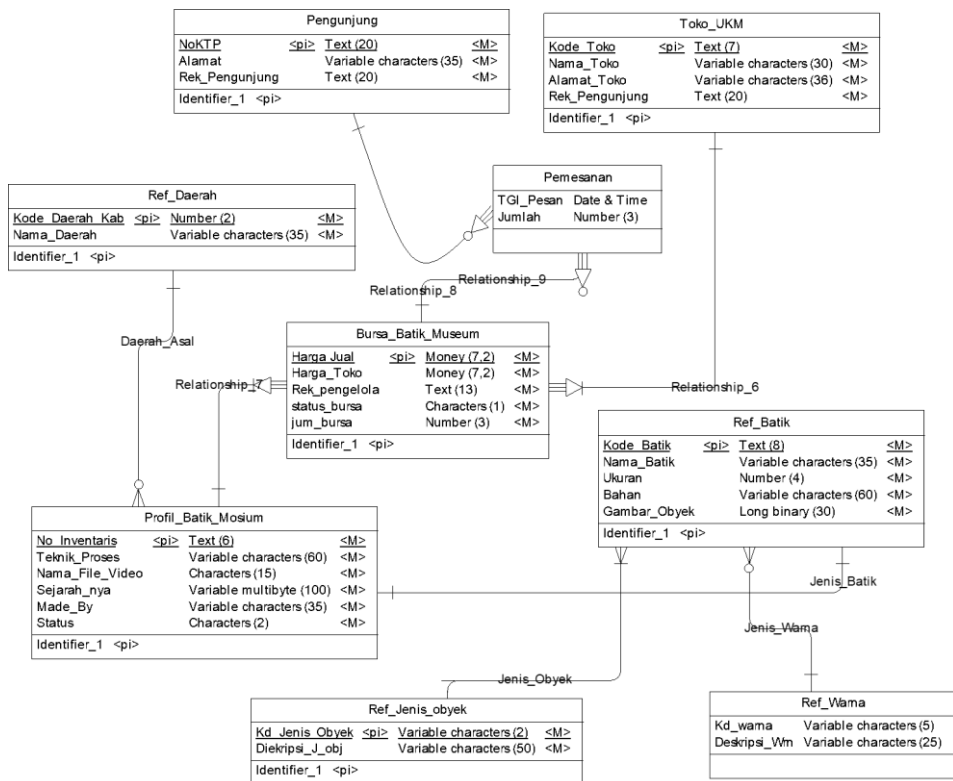 Pengunjung
NoKTP <pi> Text (20) <M>
Alamat Variable characters (35) <M>
Rek_Pengunjung Text (20) <M>
Identifier_1 <pi>
Toko_UKM
Kode_Toko <pi> Text (7) <M>
Nama_Toko Variable characters (30) <M>
Alamat_Toko Variable characters (36) <M>
Rek_Pengunjung Text (20) <M>
Identifier_1 <pi>
Pemesanan
TGl_Pesan Date & Time
Jumlah Number (3)
Ref_Daerah
Kode_Daerah_Kab <pi> Number (2) <M>
Nama_Daerah Variable characters (35) <M>
Identifier_1 <pi>
Relationship_9
Relationship_8
Daerah_Asal
Bursa_Batik_Museum
Harga_Jual <pi> Money (7,2) <M>
Harga_Toko Money (7,2) <M>
Rek_pengelola Text (13) <M>
status_bursa Characters (1) <M>
jum_bursa Number (3) <M>
Identifier_1 <pi>
Relationship_7
Relationship_6
Ref_Batik
Kode_Batik <pi> Text (8) <M>
Nama_Batik Variable characters (35) <M>
Ukuran Number (4) <M>
Bahan Variable characters (60) <M>
Gambar_Obyek Long binary (30) <M>
Identifier_1 <pi>
Profil_Batik_Mosium
No_Inventaris <pi> Text (6) <M>
Teknik_Proses Variable characters (60) <M>
Nama_File_Video Characters (15) <M>
Sejarah_nya Variable multibyte (100) <M>
Made_By Variable characters (35) <M>
Status Characters (2) <M>
Identifier_1 <pi>
Jenis_Batik
Jenis_Warna
Jenis_Obyek
Ref_Jenis_obyek
Kd_Jenis_Obyek <pi> Variable characters (2) <M>
Diekripsi_J_obj Variable characters (50) <M>
Identifier_1 <pi>
Ref_Warna
Kd_warna Variable characters (5)
Deskripsi_Wrn Variable characters (25)